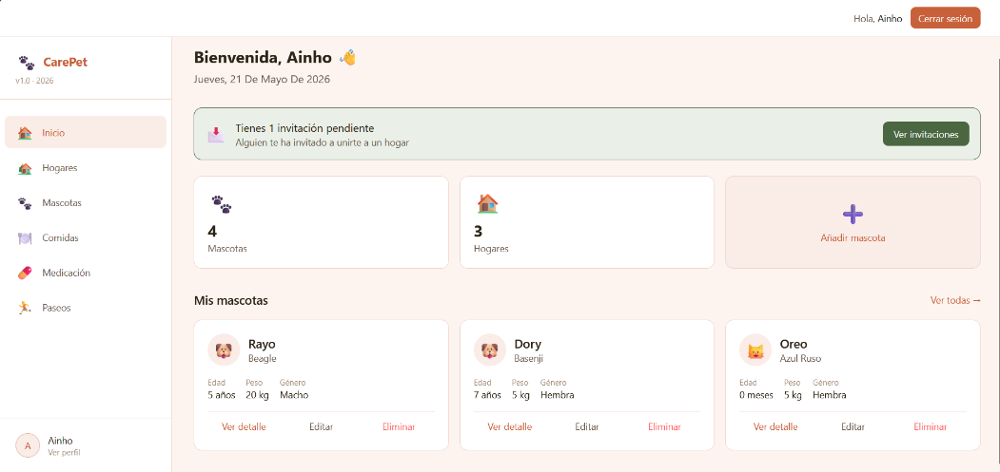 Hola, Ainho
Cerrar sesión
CarePet
v1.0 - 2026
Inicio
Hogares
Mascotas
Comidas
Medicación
Paseos
A
Ainho
Ver perfil
Bienvenida, Ainho
Jueves, 21 De Mayo De 2026
Tienes 1 invitación pendiente
Alguien te ha invitado a unirte a un hogar
Ver invitaciones
4
Mascotas
3
Hogares
Añadir mascota
Mis mascotas
Ver todas →
Rayo
Beagle
Edad Peso Género
5 años 20 kg Macho
Ver detalle Editar Eliminar
Dory
Basenji
Edad Peso Género
7 años 5 kg Hembra
Ver detalle Editar Eliminar
Oreo
Azul Ruso
Edad Peso Género
0 meses 5 kg Hembra
Ver detalle Editar Eliminar